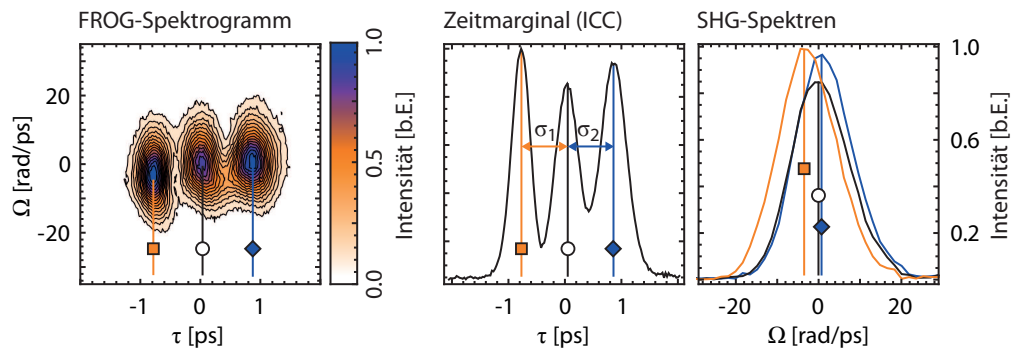 FROG-Spektrogramm
Ω [rad/ps]
20
0
-20
-1
0
1
τ [ps]
1.0
0.5
0.0
Intensität [b.E.]
Zeitmarginal (ICC)
σ1
σ2
-1
0
1
τ [ps]
SHG-Spektren
1.0
0.6
0.2
Intensität [b.E.]
-20
0
20
Ω [rad/ps]